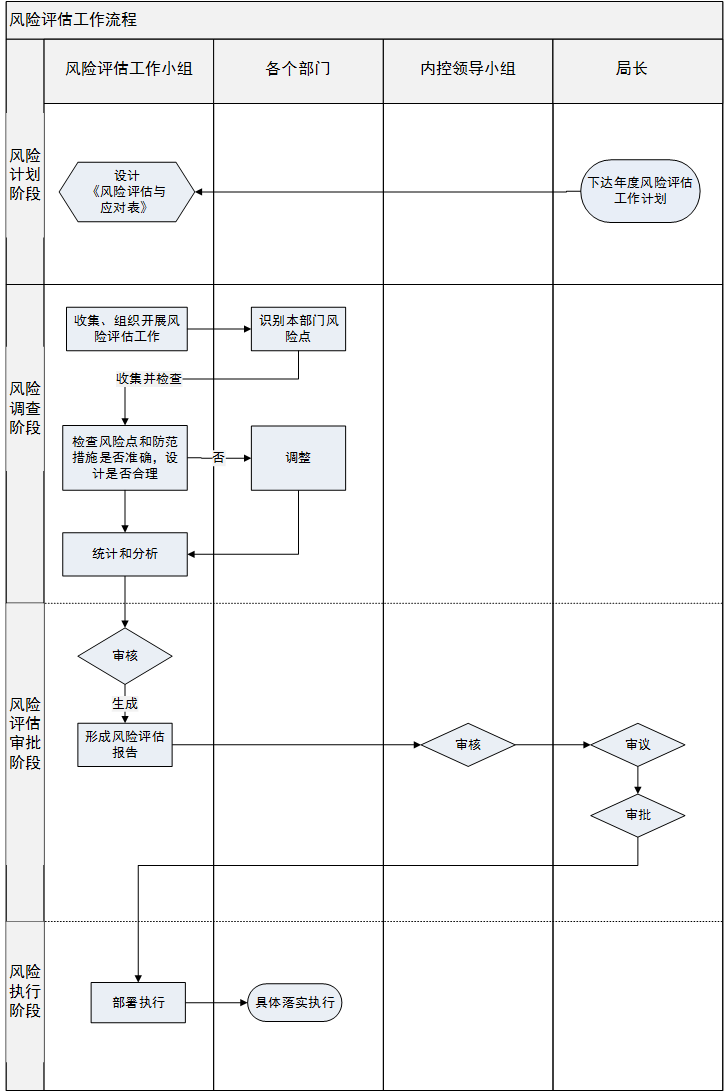 风险评估工作流程
风险评估工作小组
各个部门
内控领导小组
局长
风险
计划
阶段
设计
《风险评估与
应对表》
下达年度风险评估
工作计划
风险
调查
阶段
收集、组织开展风
险评估工作
识别本部门风
险点
收集并检查
检查风险点和防范
措施是否准确，设
计是否合理
否
调整
统计和分析
风险
评估
审批
阶段
审核
生成
形成风险评估
报告
审核
审议
审批
风险
执行
阶段
部署执行
具体落实执行